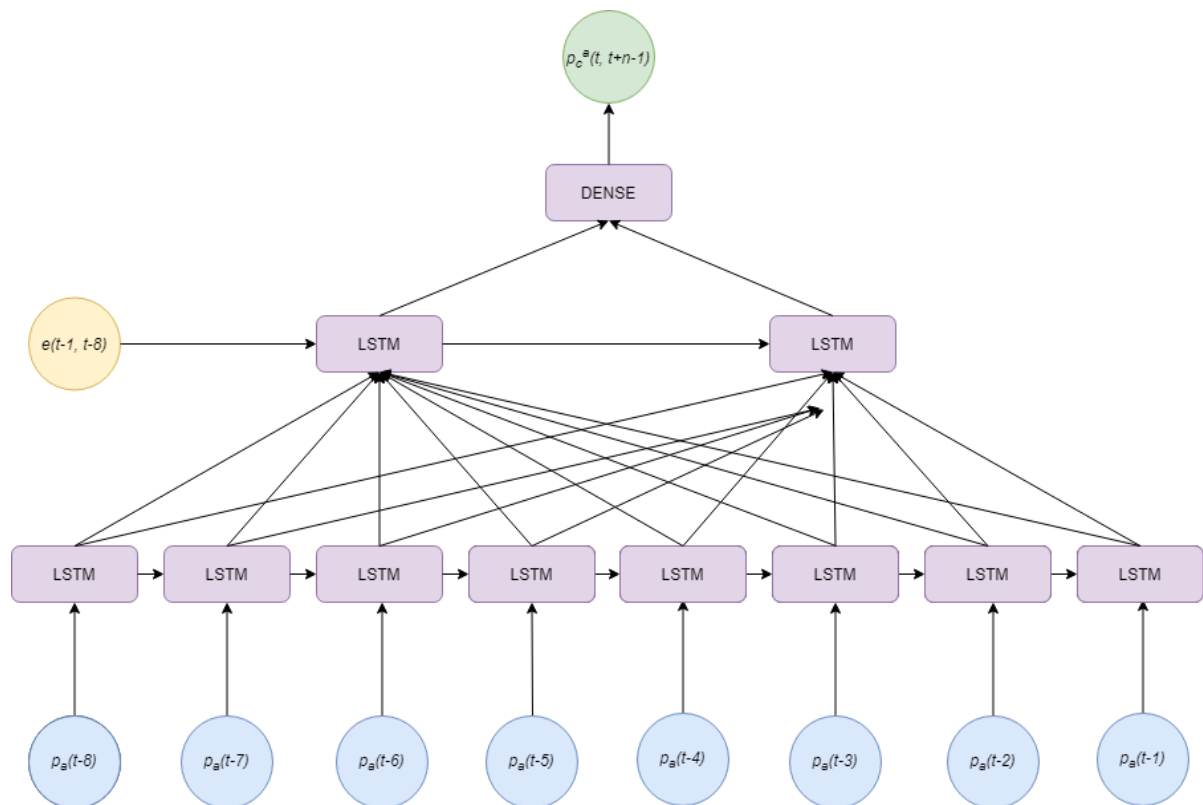 p_c^a(t, t+n-1)
DENSE
e(t-1, t-8)
LSTM
LSTM
LSTM
LSTM
LSTM
LSTM
LSTM
LSTM
LSTM
LSTM
p_a(t-8)
p_a(t-7)
p_a(t-6)
p_a(t-5)
p_a(t-4)
p_a(t-3)
p_a(t-2)
p_a(t-1)